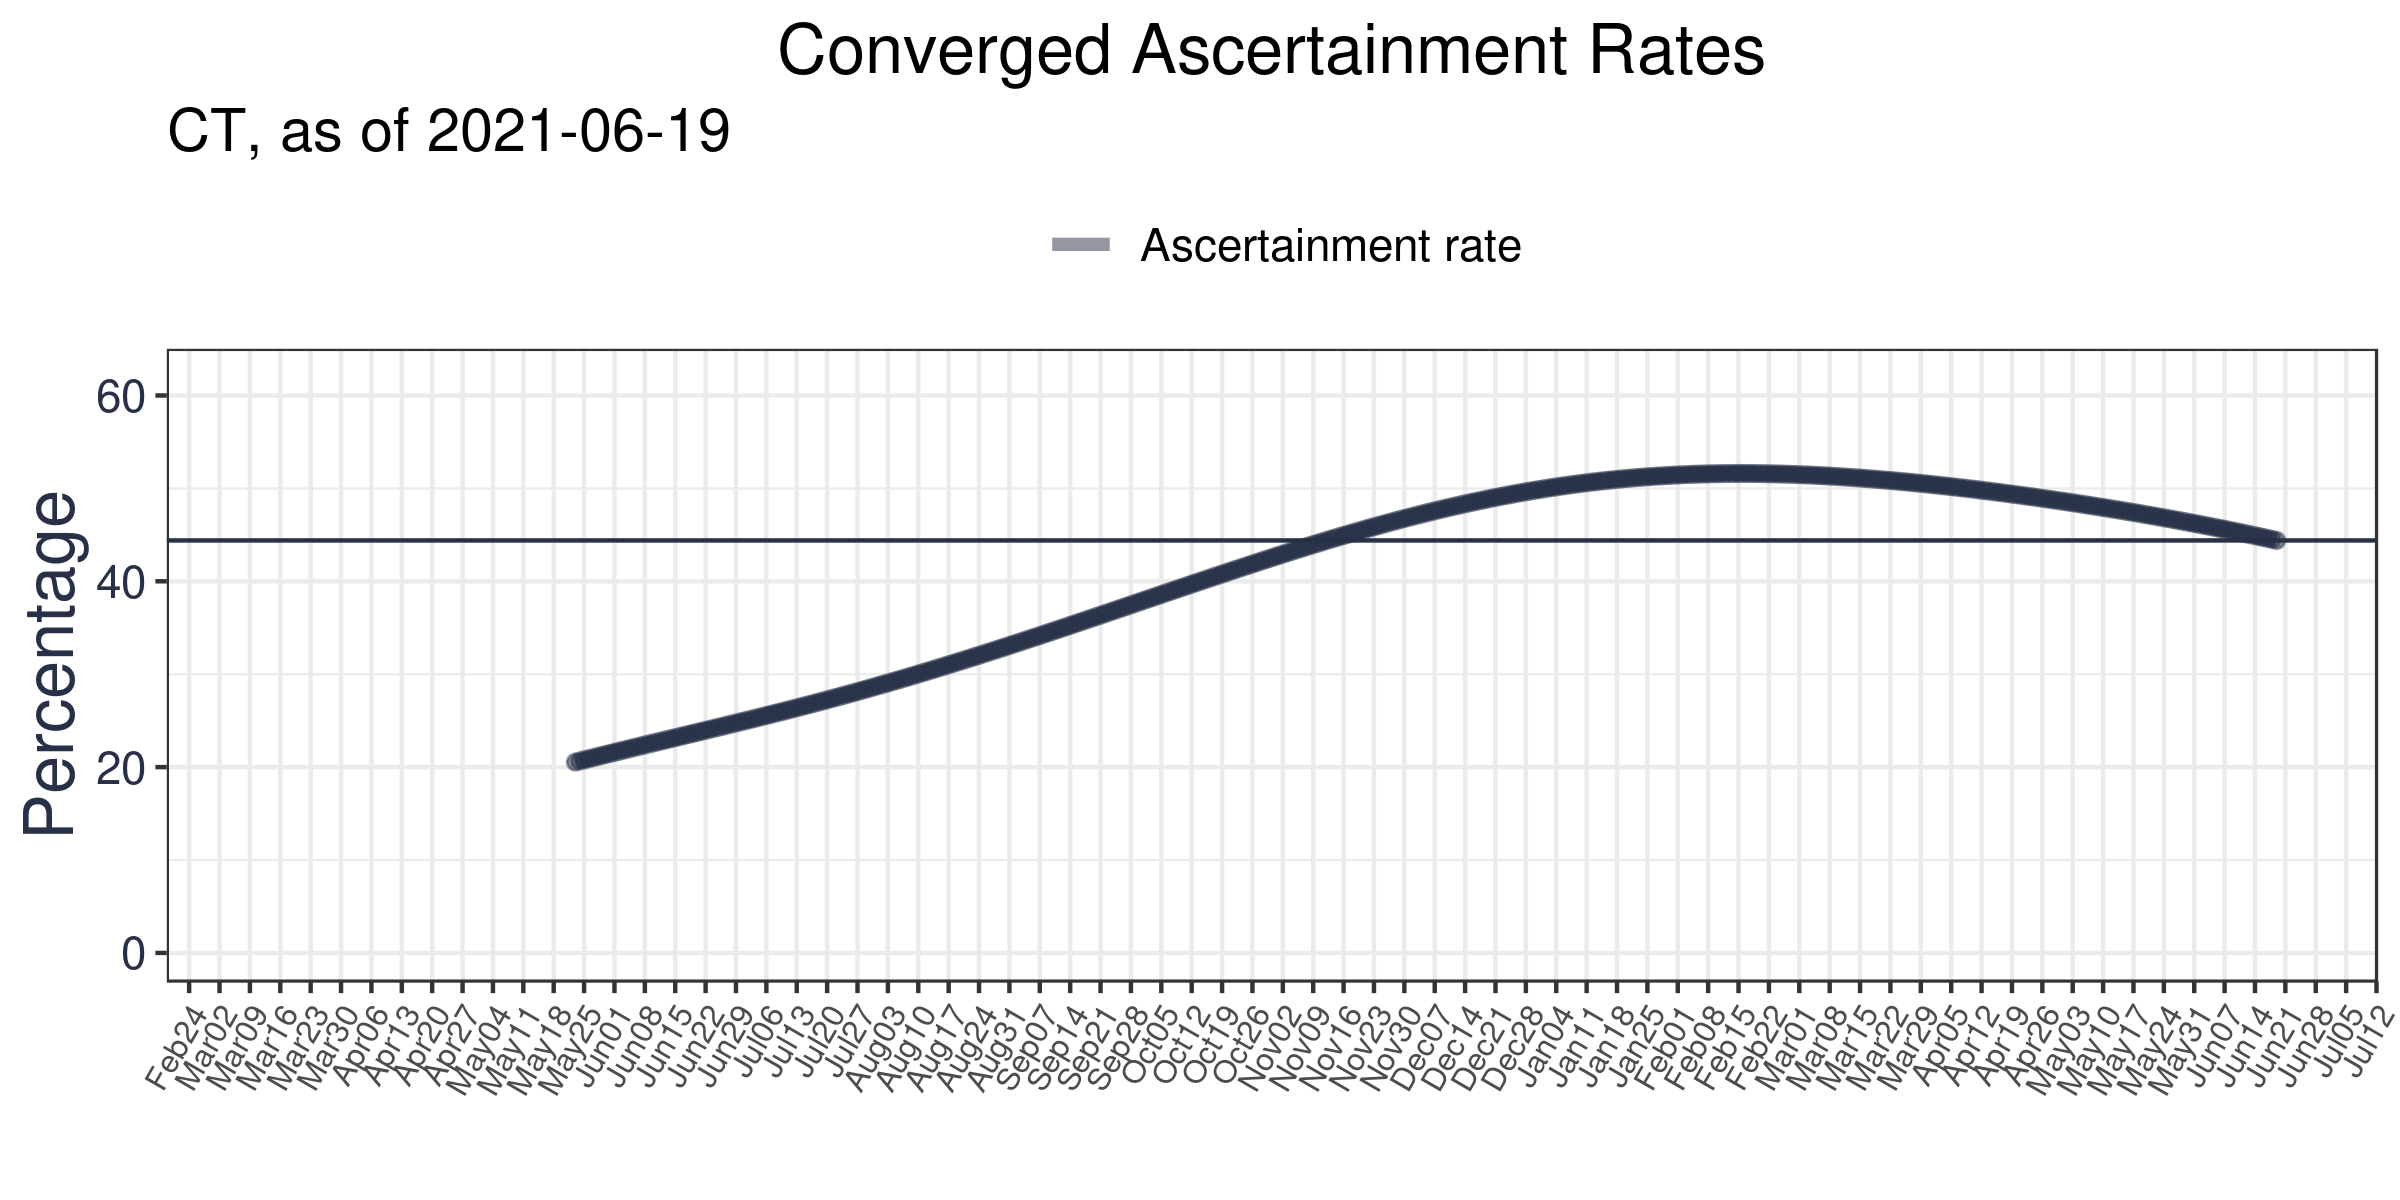 Converged Ascertainment Rates
CT, as of 2021-06-19
Ascertainment rate
Percentage
60
40
20
0
Feb24
Mar02
Mar09
Mar16
Mar23
Mar30
Apr06
Apr13
Apr20
Apr27
May04
May11
May18
May25
Jun01
Jun08
Jun15
Jun22
Jun29
Jul06
Jul13
Jul20
Jul27
Aug03
Aug10
Aug17
Aug24
Aug31
Sep07
Sep14
Sep21
Sep28
Oct05
Oct12
Oct19
Oct26
Nov02
Nov09
Nov16
Nov23
Nov30
Dec07
Dec14
Dec21
Dec28
Jan04
Jan11
Jan18
Jan25
Feb01
Feb08
Feb15
Feb22
Mar01
Mar08
Mar15
Mar22
Mar29
Apr05
Apr12
Apr19
Apr26
May03
May10
May17
May24
May31
Jun07
Jun14
Jun21
Jun28
Jul05
Jul12